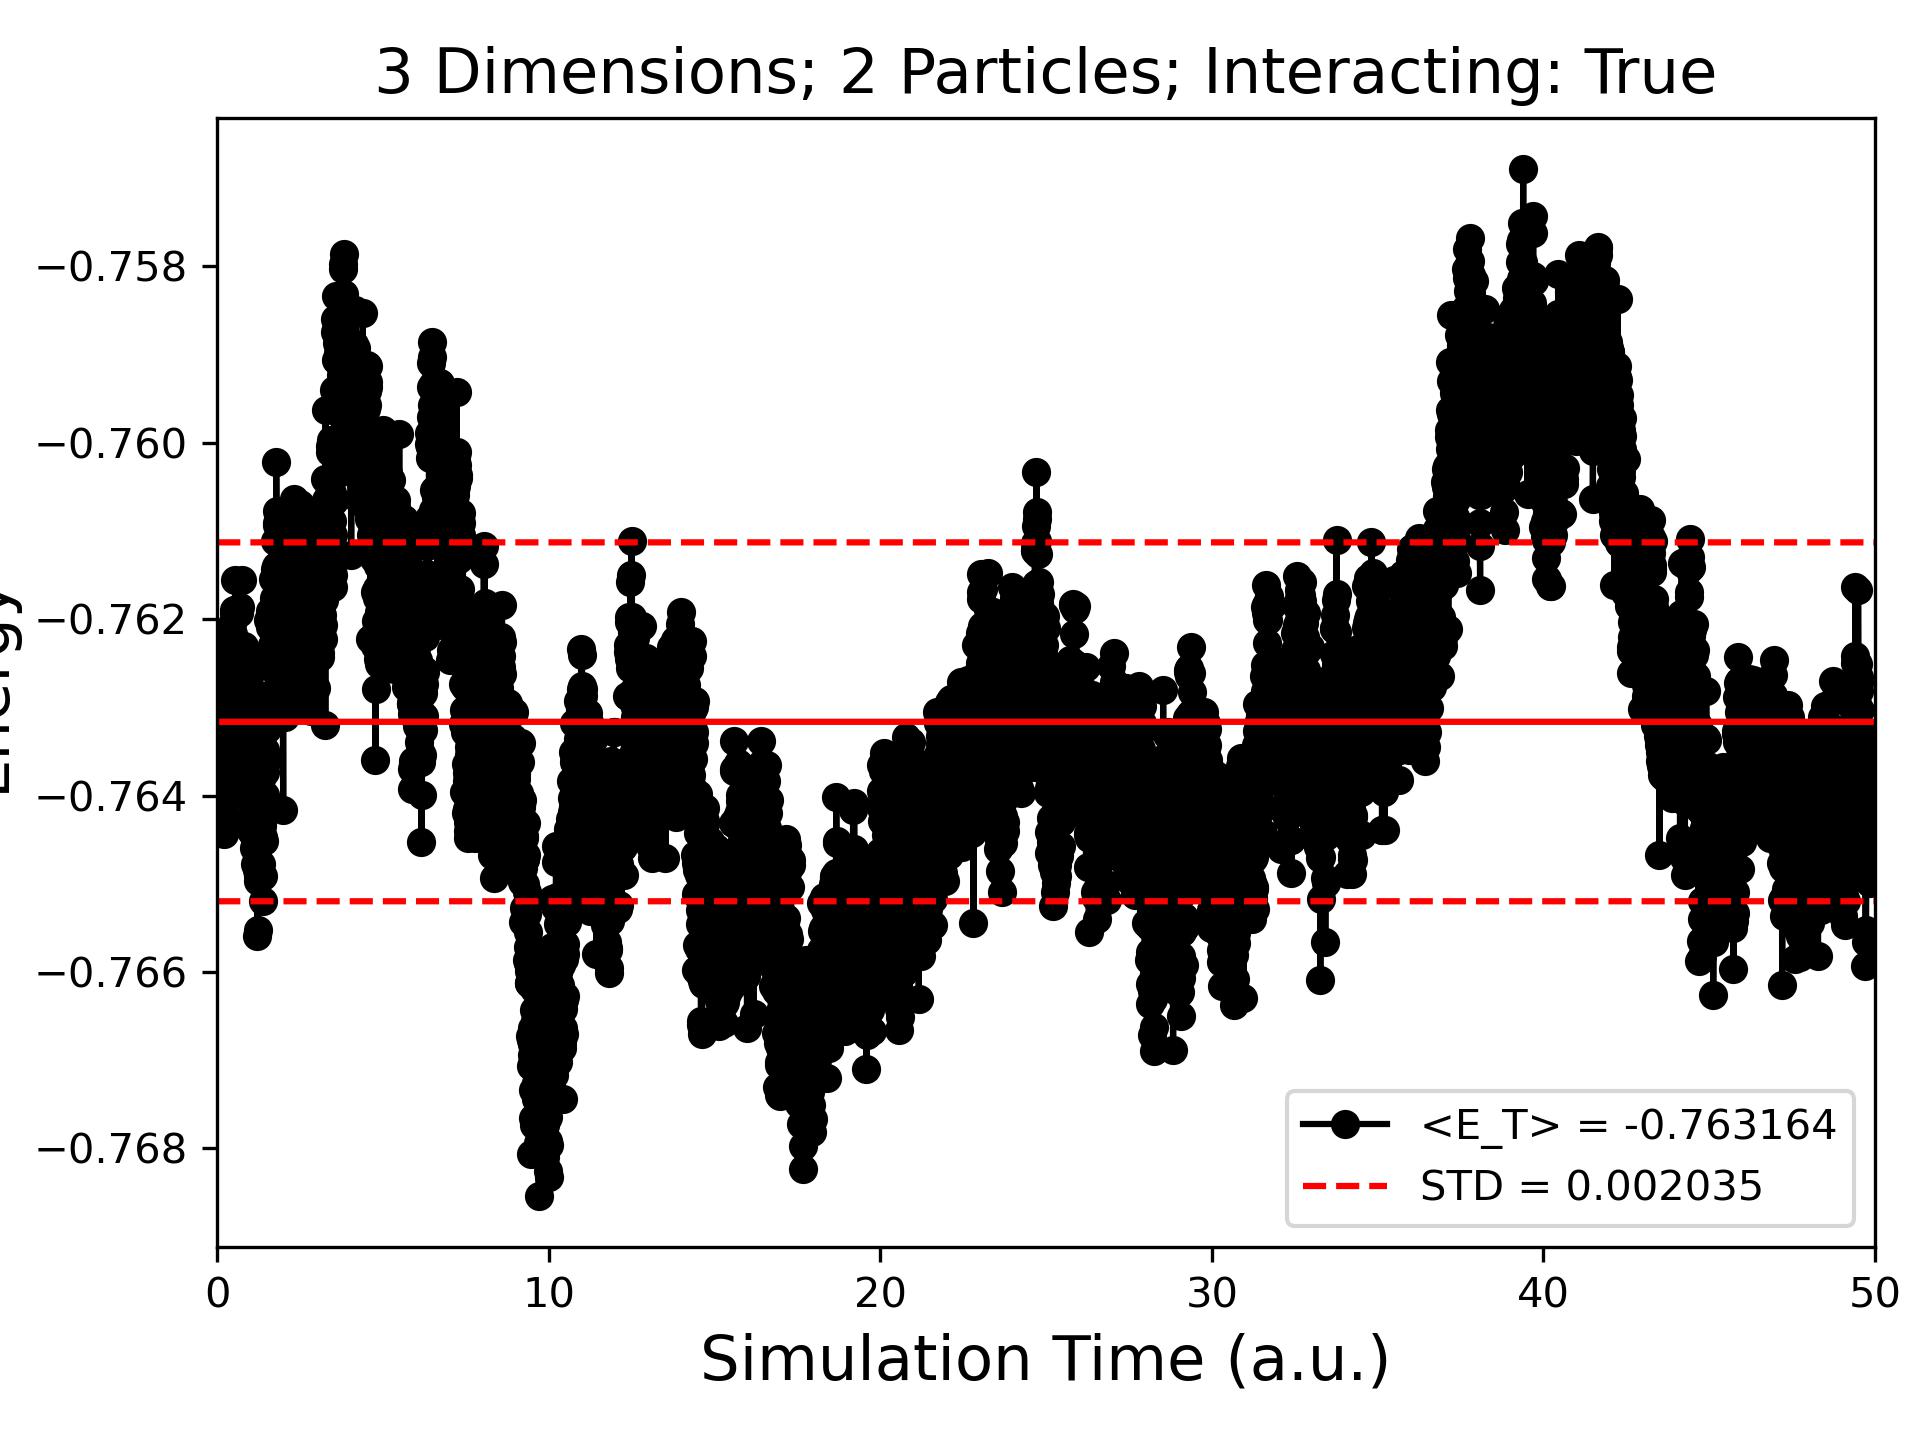 3 Dimensions; 2 Particles; Interacting: True
Energy
−0.758
−0.760
−0.762
−0.764
−0.766
−0.768
<E_T> = -0.763164
STD = 0.002035
0 10 20 30 40 50
Simulation Time (a.u.)